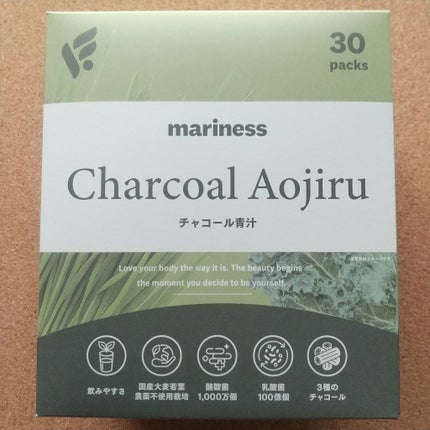 30
packs
mariness
Charcoal Aojiru
チャコール青汁
Love your body the way it is. The beauty begins
the moment you decide to be yourself.
飲みやすさ
国産大麦若葉
農薬不使用栽培
酪酸菌
1,000万個
乳酸菌
100億個
3種の
チャコール